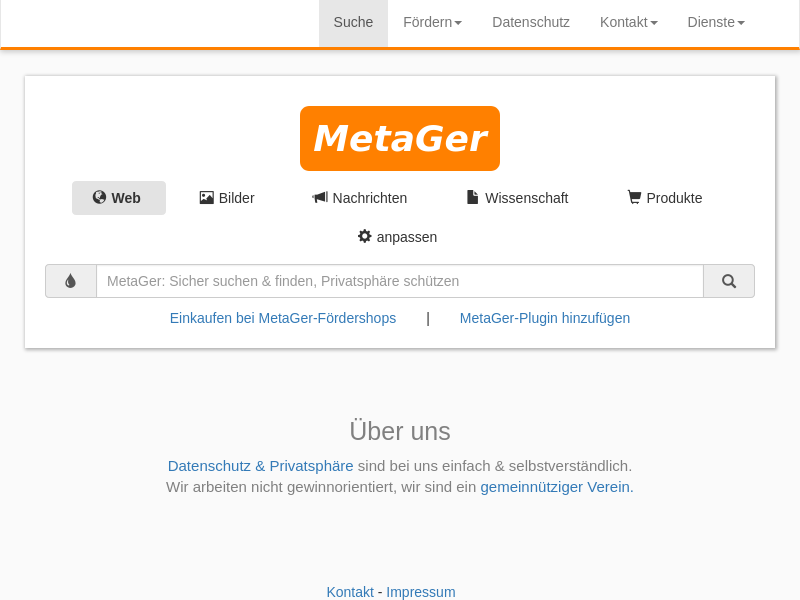 Suche Fördern Datenschutz Kontakt Dienste
MetaGer
Web Bilder Nachrichten Wissenschaft Produkte
anpassen
MetaGer: Sicher suchen & finden, Privatsphäre schützen
Einkaufen bei MetaGer-Fördershops | MetaGer-Plugin hinzufügen
Über uns
Datenschutz & Privatsphäre sind bei uns einfach & selbstverständlich.
Wir arbeiten nicht gewinnorientiert, wir sind ein gemeinnütziger Verein.
Kontakt - Impressum